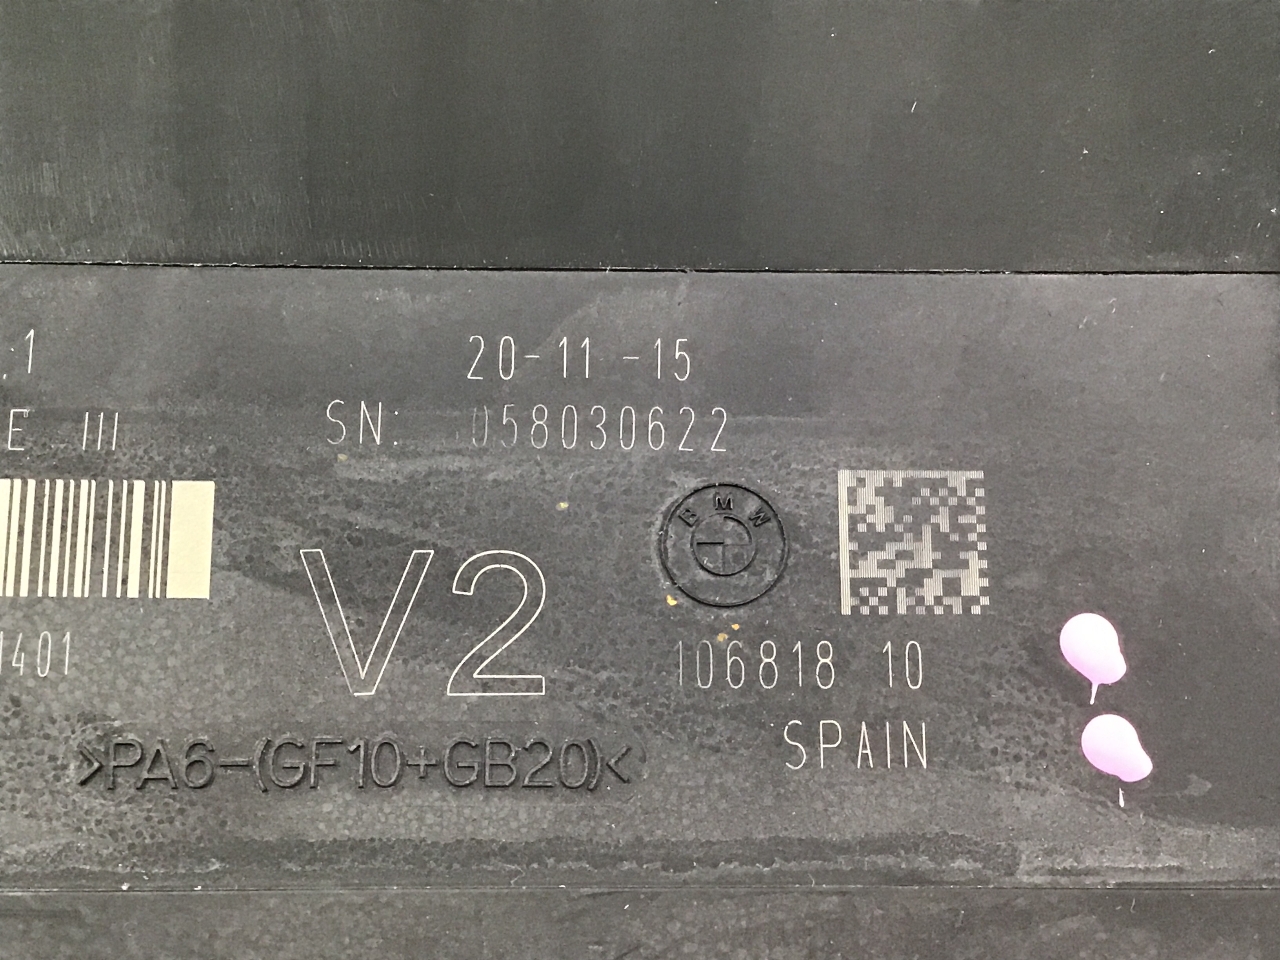 .1
20-11 -15
E III
SN: 058030622
BMW
V2
1401
106818 10
SPAIN
>PA6-(GF10+GB20)<